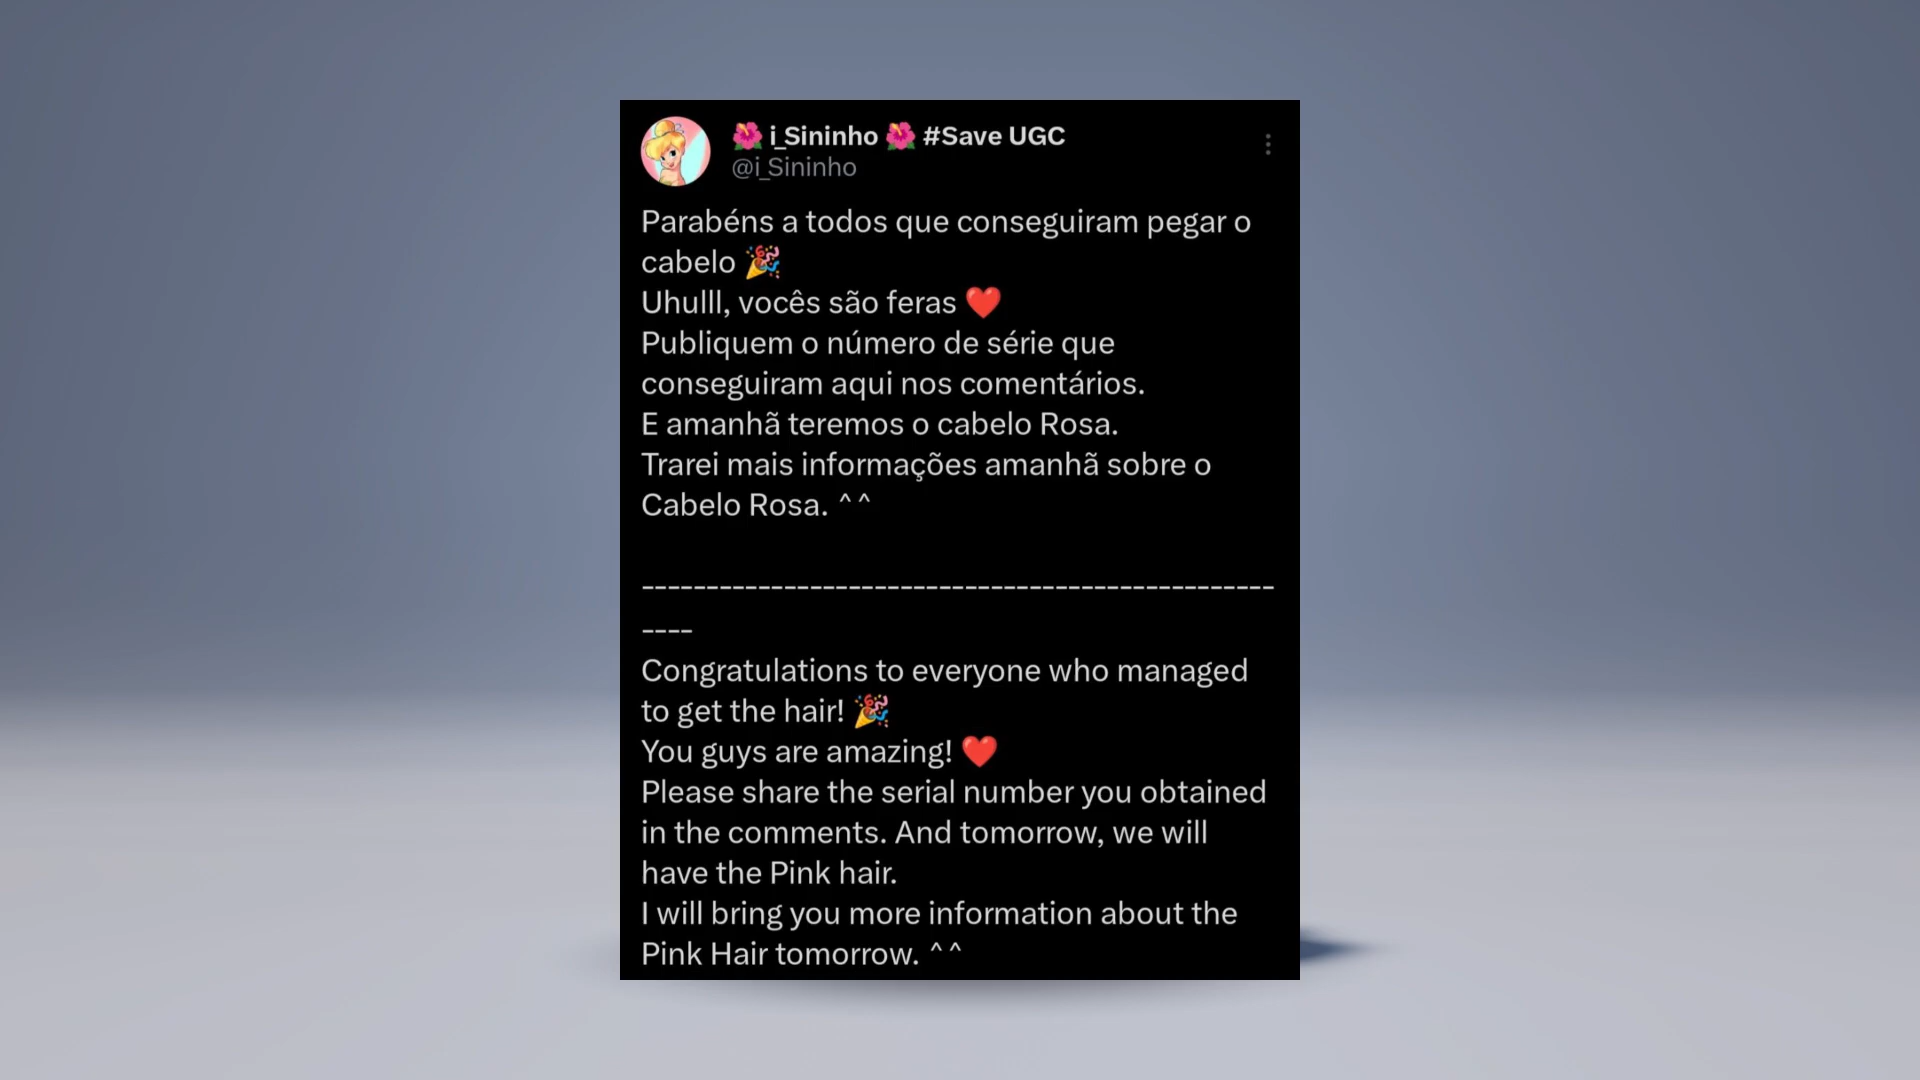 🌺 i_Sininho 🌺 #Save UGC
@i_Sininho
Parabéns a todos que conseguiram pegar o
cabelo 🎉
Uhulll, vocês são feras ❤️
Publiquem o número de série que
conseguiram aqui nos comentários.
E amanhã teremos o cabelo Rosa.
Trarei mais informações amanhã sobre o
Cabelo Rosa. ^^
-------------------------------------------------
----
Congratulations to everyone who managed
to get the hair! 🎉
You guys are amazing! ❤️
Please share the serial number you obtained
in the comments. And tomorrow, we will
have the Pink hair.
I will bring you more information about the
Pink Hair tomorrow. ^^